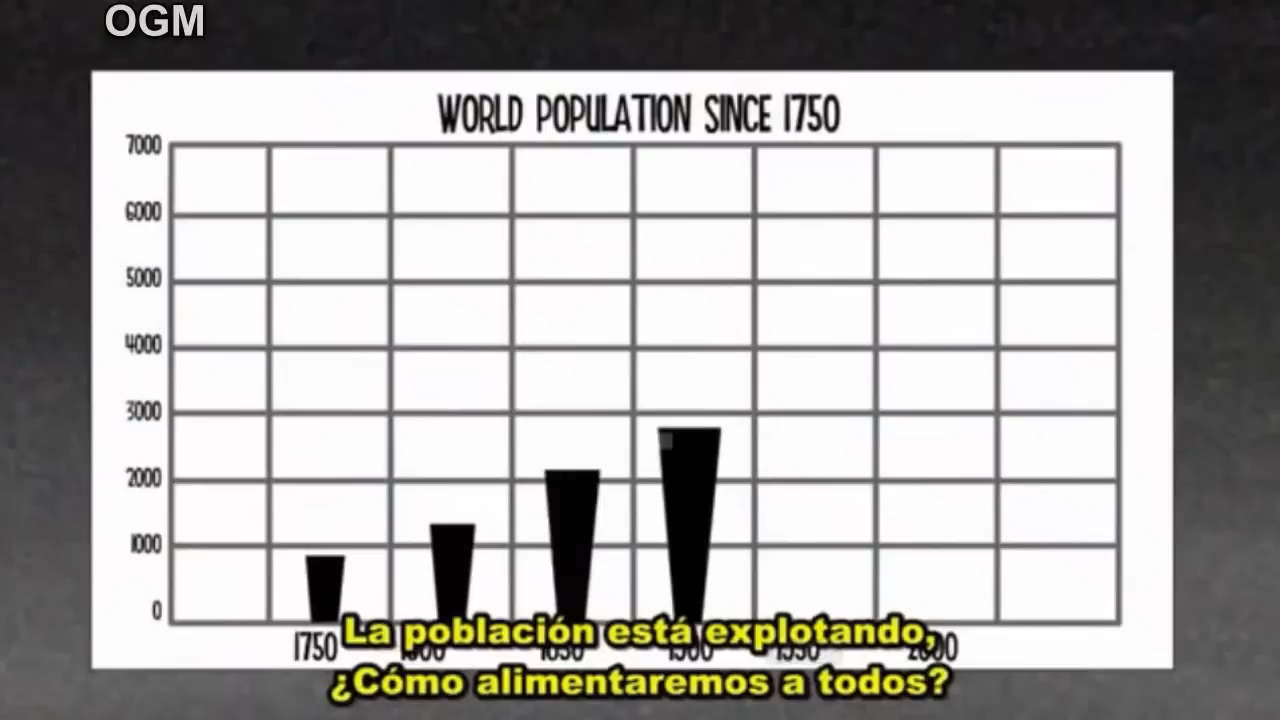 OGM
WORLD POPULATION SINCE 1750
7000
6000
5000
4000
3000
2000
1000
0
1750
2000
La población está explotando,
¿Cómo alimentaremos a todos?